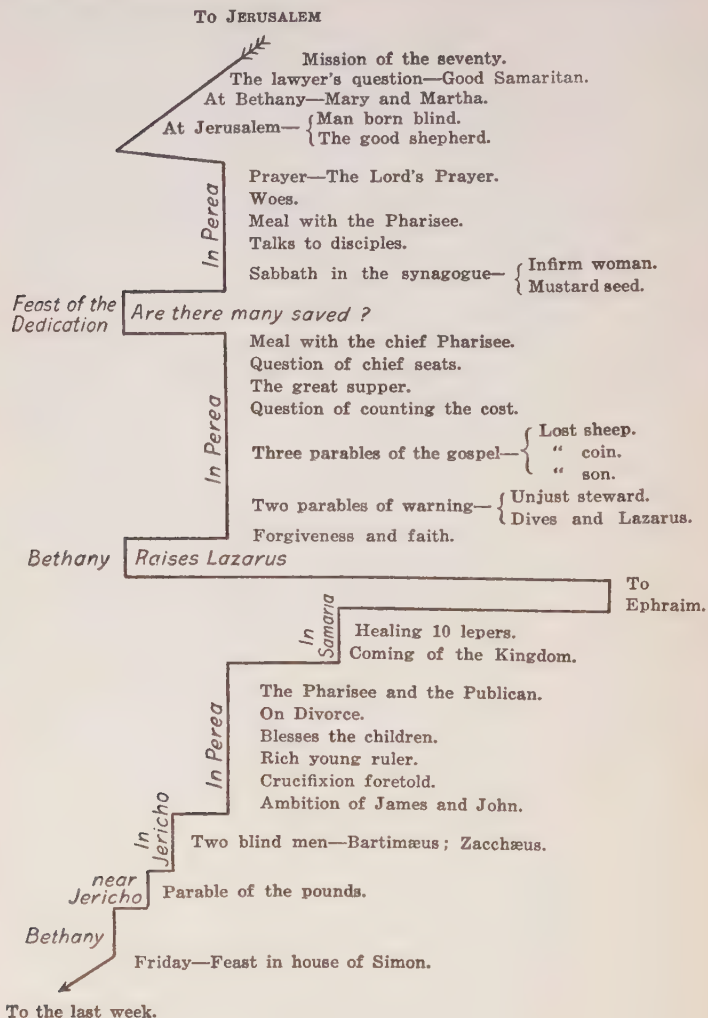 To JERUSALEM
Mission of the seventy.
The lawyer's question—Good Samaritan.
At Bethany—Mary and Martha.
At Jerusalem— { Man born blind.
The good shepherd.
In Perea
Prayer—The Lord's Prayer.
Woes.
Meal with the Pharisee.
Talks to disciples.
Sabbath in the synagogue— { Infirm woman.
Mustard seed.
Feast of the
Dedication
Are there many saved ?
In Perea
Meal with the chief Pharisee.
Question of chief seats.
The great supper.
Question of counting the cost.
Three parables of the gospel— { Lost sheep.
“ coin.
“ son.
Two parables of warning— { Unjust steward.
Dives and Lazarus.
Forgiveness and faith.
Bethany
Raises Lazarus
To
Ephraim.
In
Samaria
Healing 10 lepers.
Coming of the Kingdom.
In Perea
The Pharisee and the Publican.
On Divorce.
Blesses the children.
Rich young ruler.
Crucifixion foretold.
Ambition of James and John.
In
Jericho
Two blind men—Bartimæus; Zacchæus.
near
Jericho
Parable of the pounds.
Bethany
Friday—Feast in house of Simon.
To the last week.